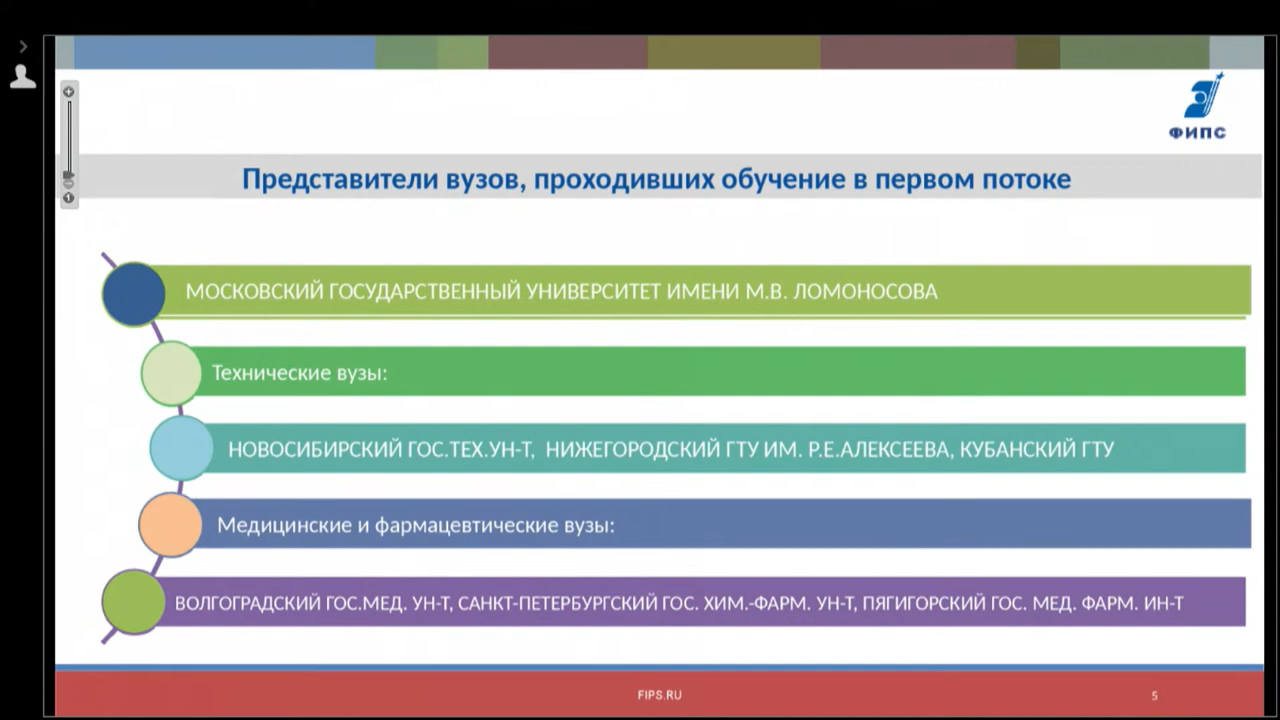 ФИПС
Представители вузов, проходивших обучение в первом потоке
МОСКОВСКИЙ ГОСУДАРСТВЕННЫЙ УНИВЕРСИТЕТ ИМЕНИ М.В. ЛОМОНОСОВА
Технические вузы:
НОВОСИБИРСКИЙ ГОС.ТЕХ.УН-Т, НИЖЕГОРОДСКИЙ ГТУ ИМ. Р.Е.АЛЕКСЕЕВА, КУБАНСКИЙ ГТУ
Медицинские и фармацевтические вузы:
ВОЛГОГРАДСКИЙ ГОС.МЕД. УН-Т, САНКТ-ПЕТЕРБУРГСКИЙ ГОС. ХИМ.-ФАРМ. УН-Т, ПЯГИГОРСКИЙ ГОС. МЕД. ФАРМ. ИН-Т
FIPS.RU
5